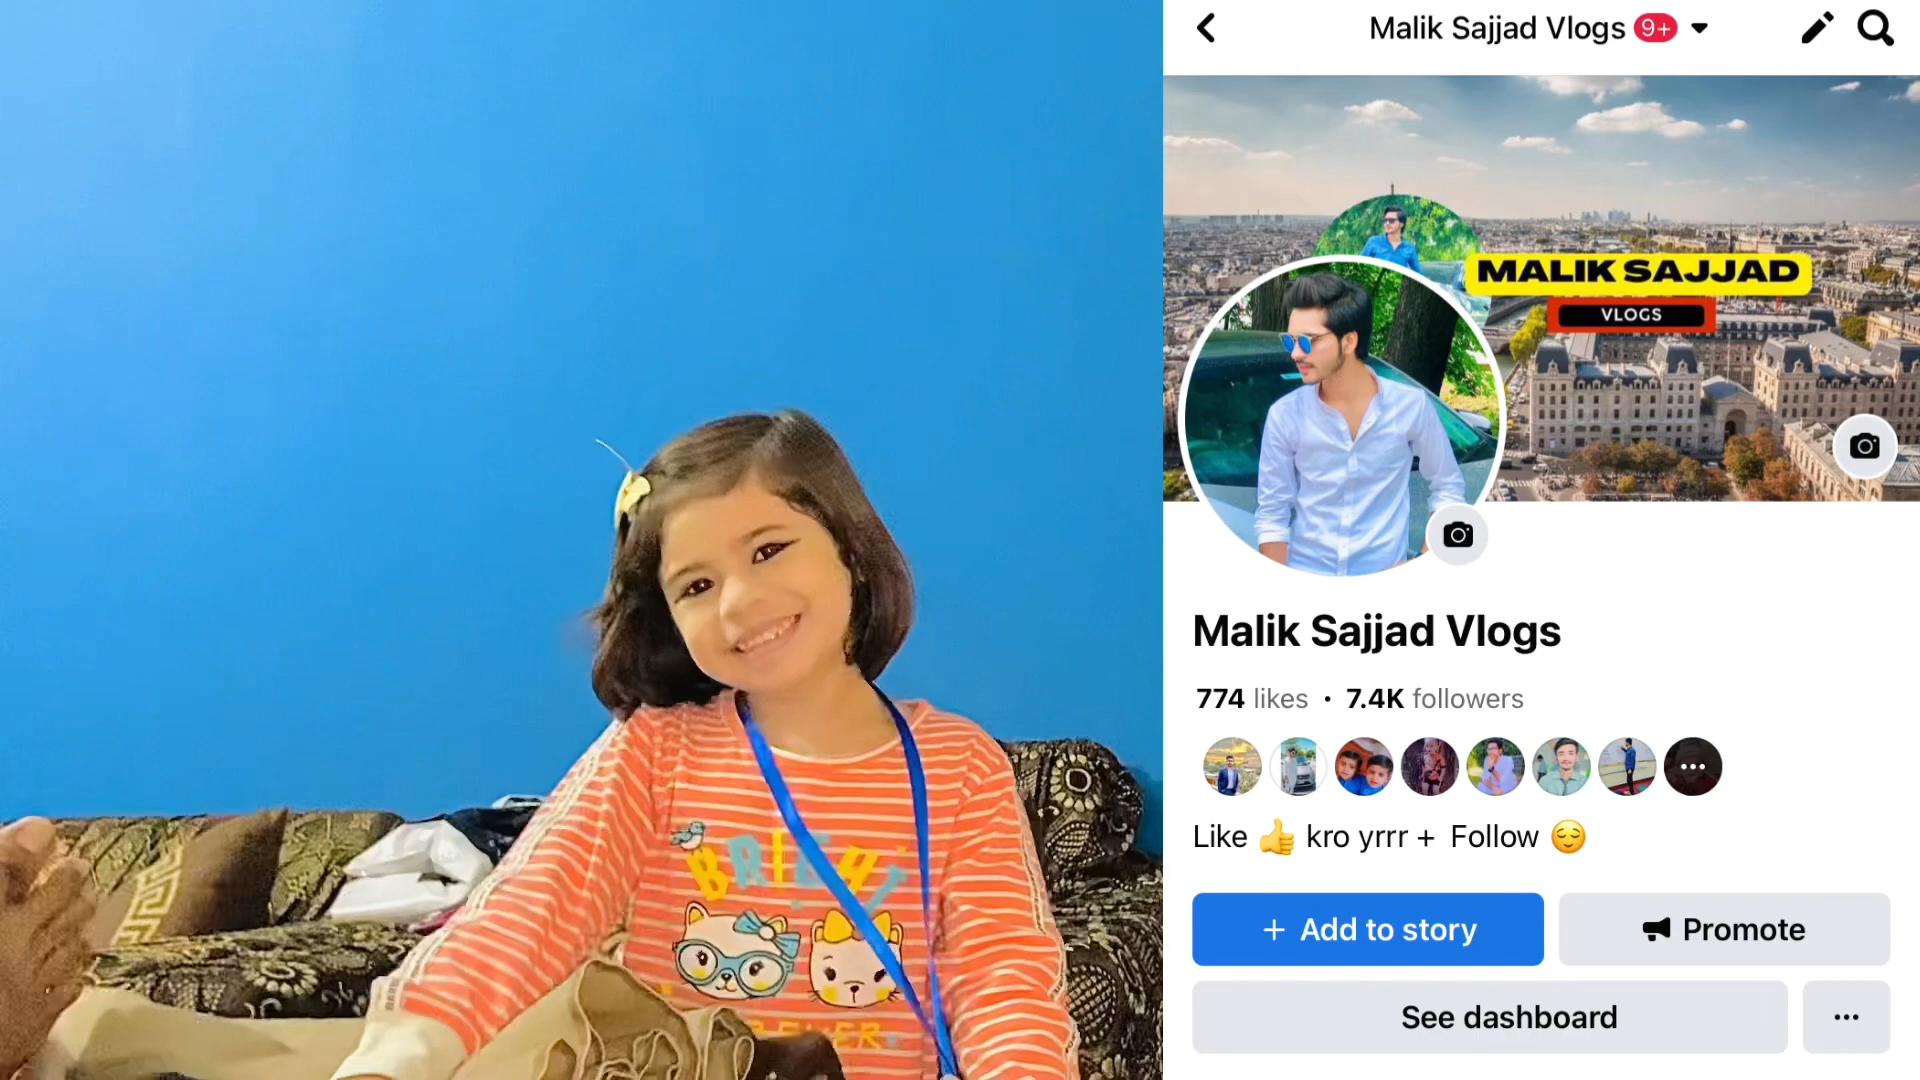 BRIGHT
Malik Sajjad Vlogs 9+
MALIK SAJJAD
VLOGS
Malik Sajjad Vlogs
774 likes • 7.4K followers
Like 👍 kro yrrr + Follow 😌
+ Add to story
Promote
See dashboard